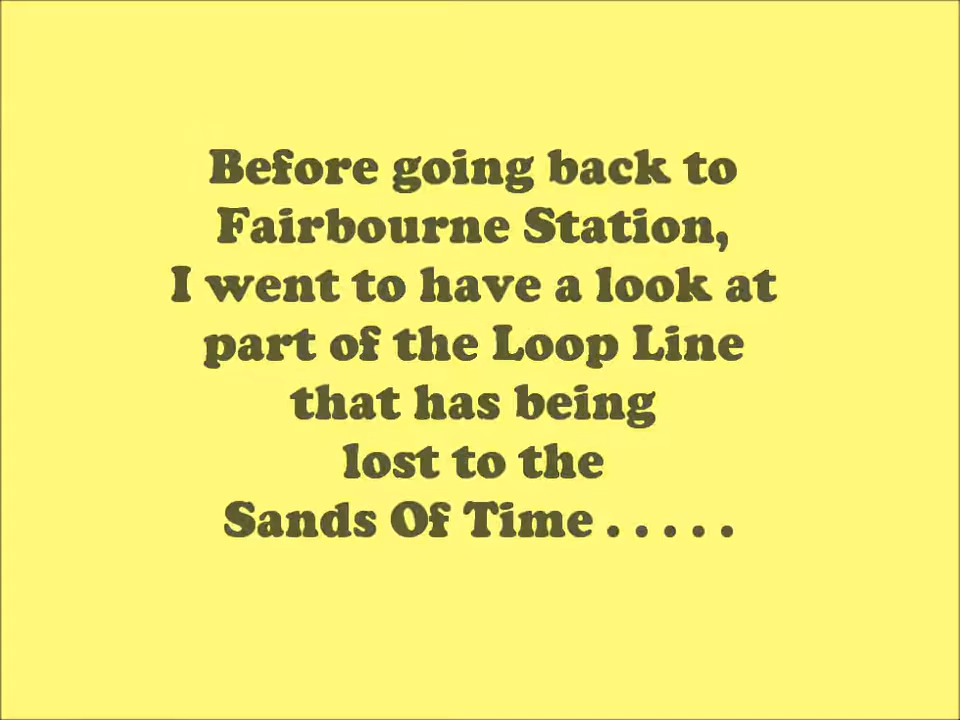 Before going back to
Fairbourne Station,
I went to have a look at
part of the Loop Line
that has being
lost to the
Sands Of Time . . . . .